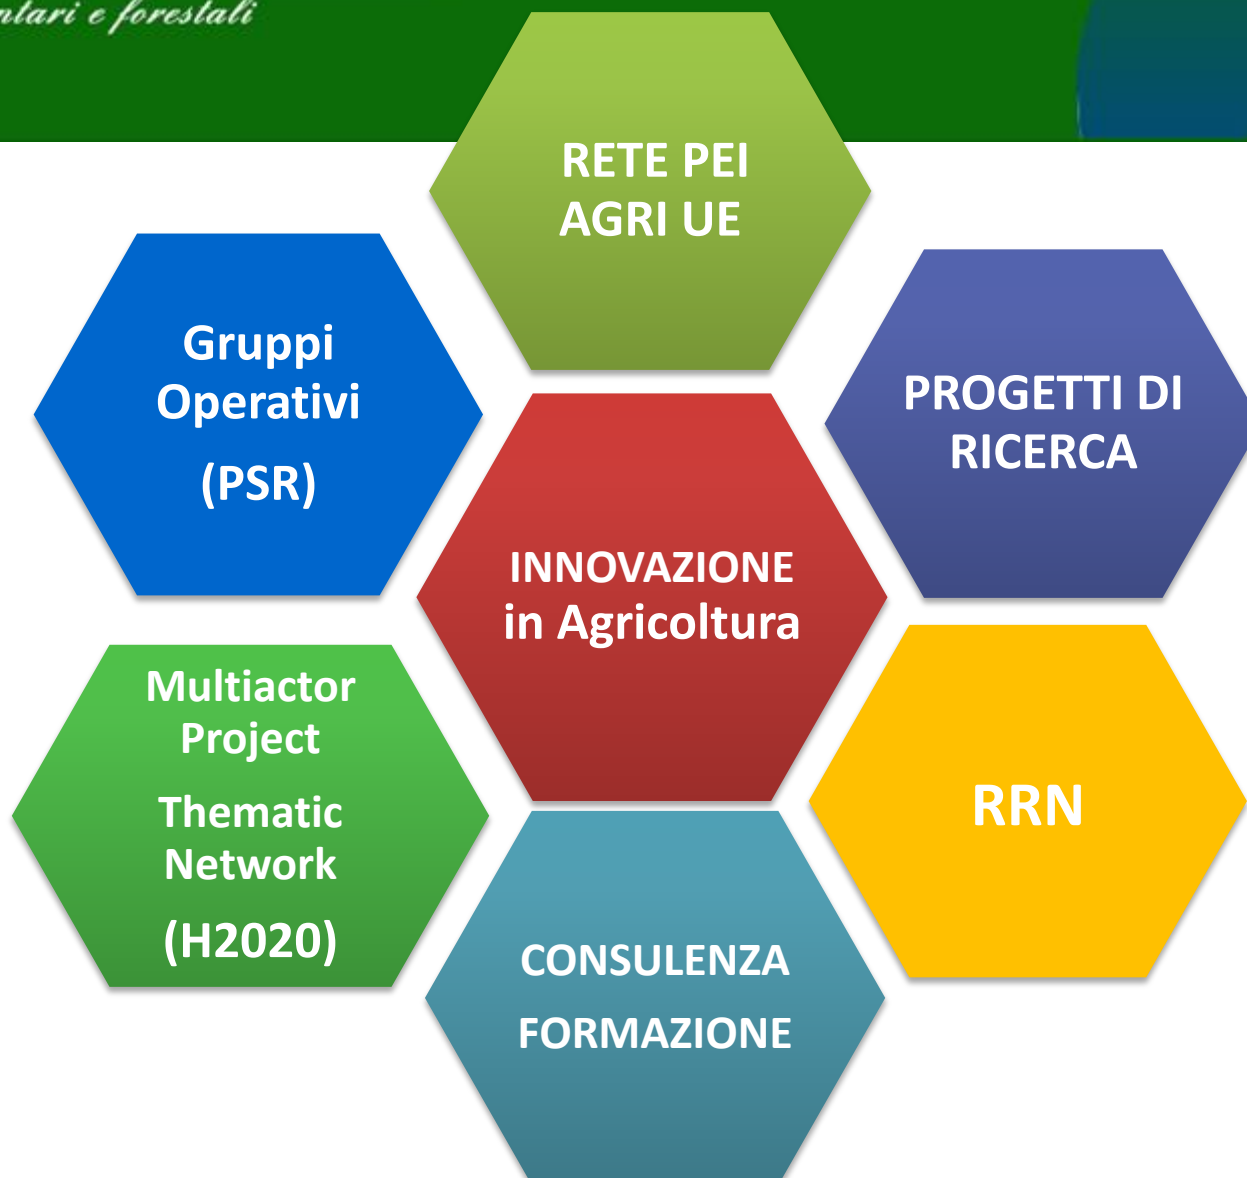 entari e forestali
RETE PEI
AGRI UE
Gruppi
Operativi
(PSR)
PROGETTI DI
RICERCA
INNOVAZIONE
in Agricoltura
Multiactor
Project
Thematic
Network
(H2020)
RRN
CONSULENZA
FORMAZIONE